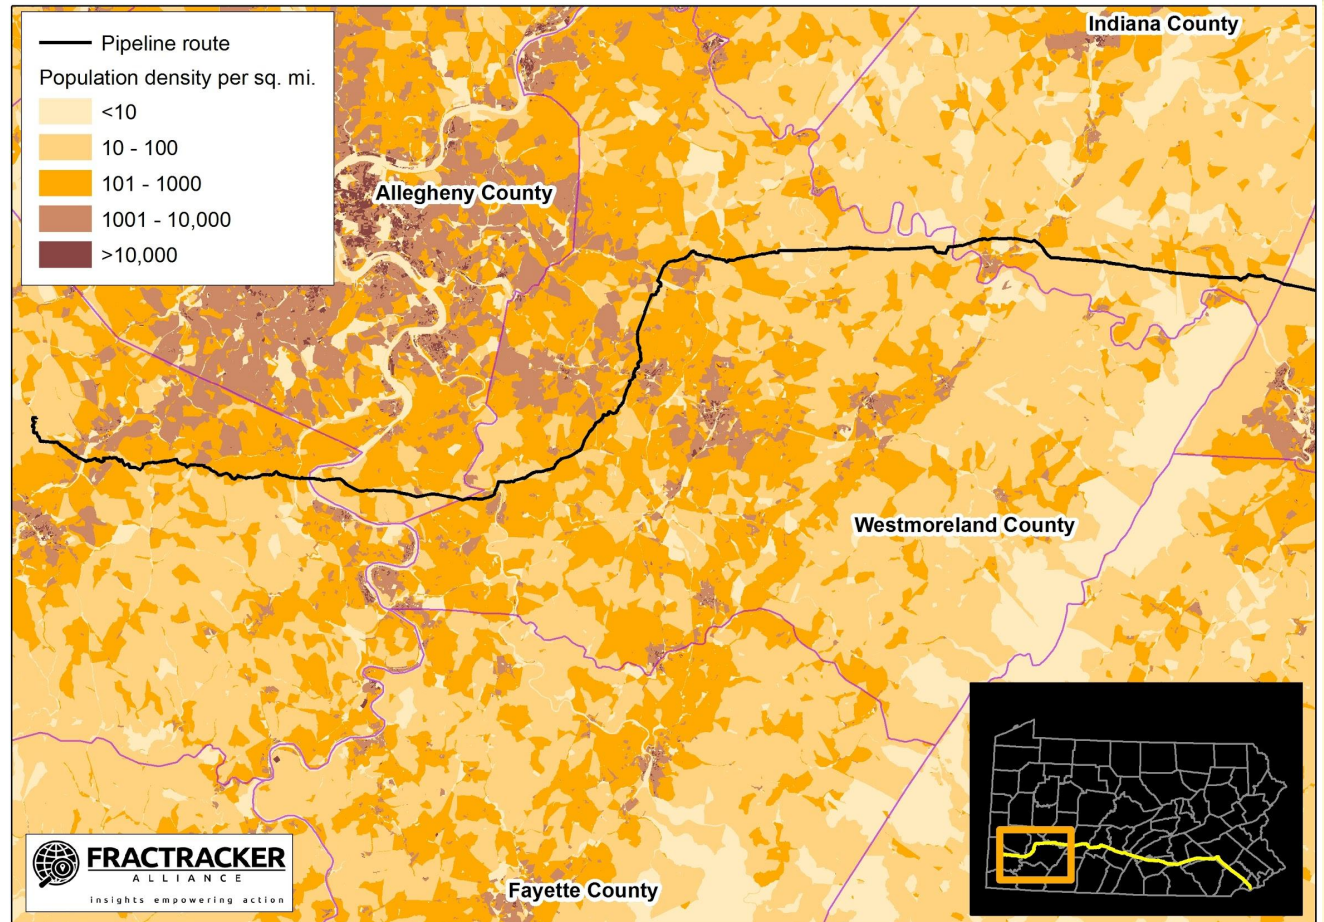 Pipeline route
Population density per sq. mi.
<10
10 - 100
101 - 1000
1001 - 10,000
>10,000
Indiana County
Allegheny County
Westmoreland County
Fayette County
FRACTRACKER
ALLIANCE
insights empowering action